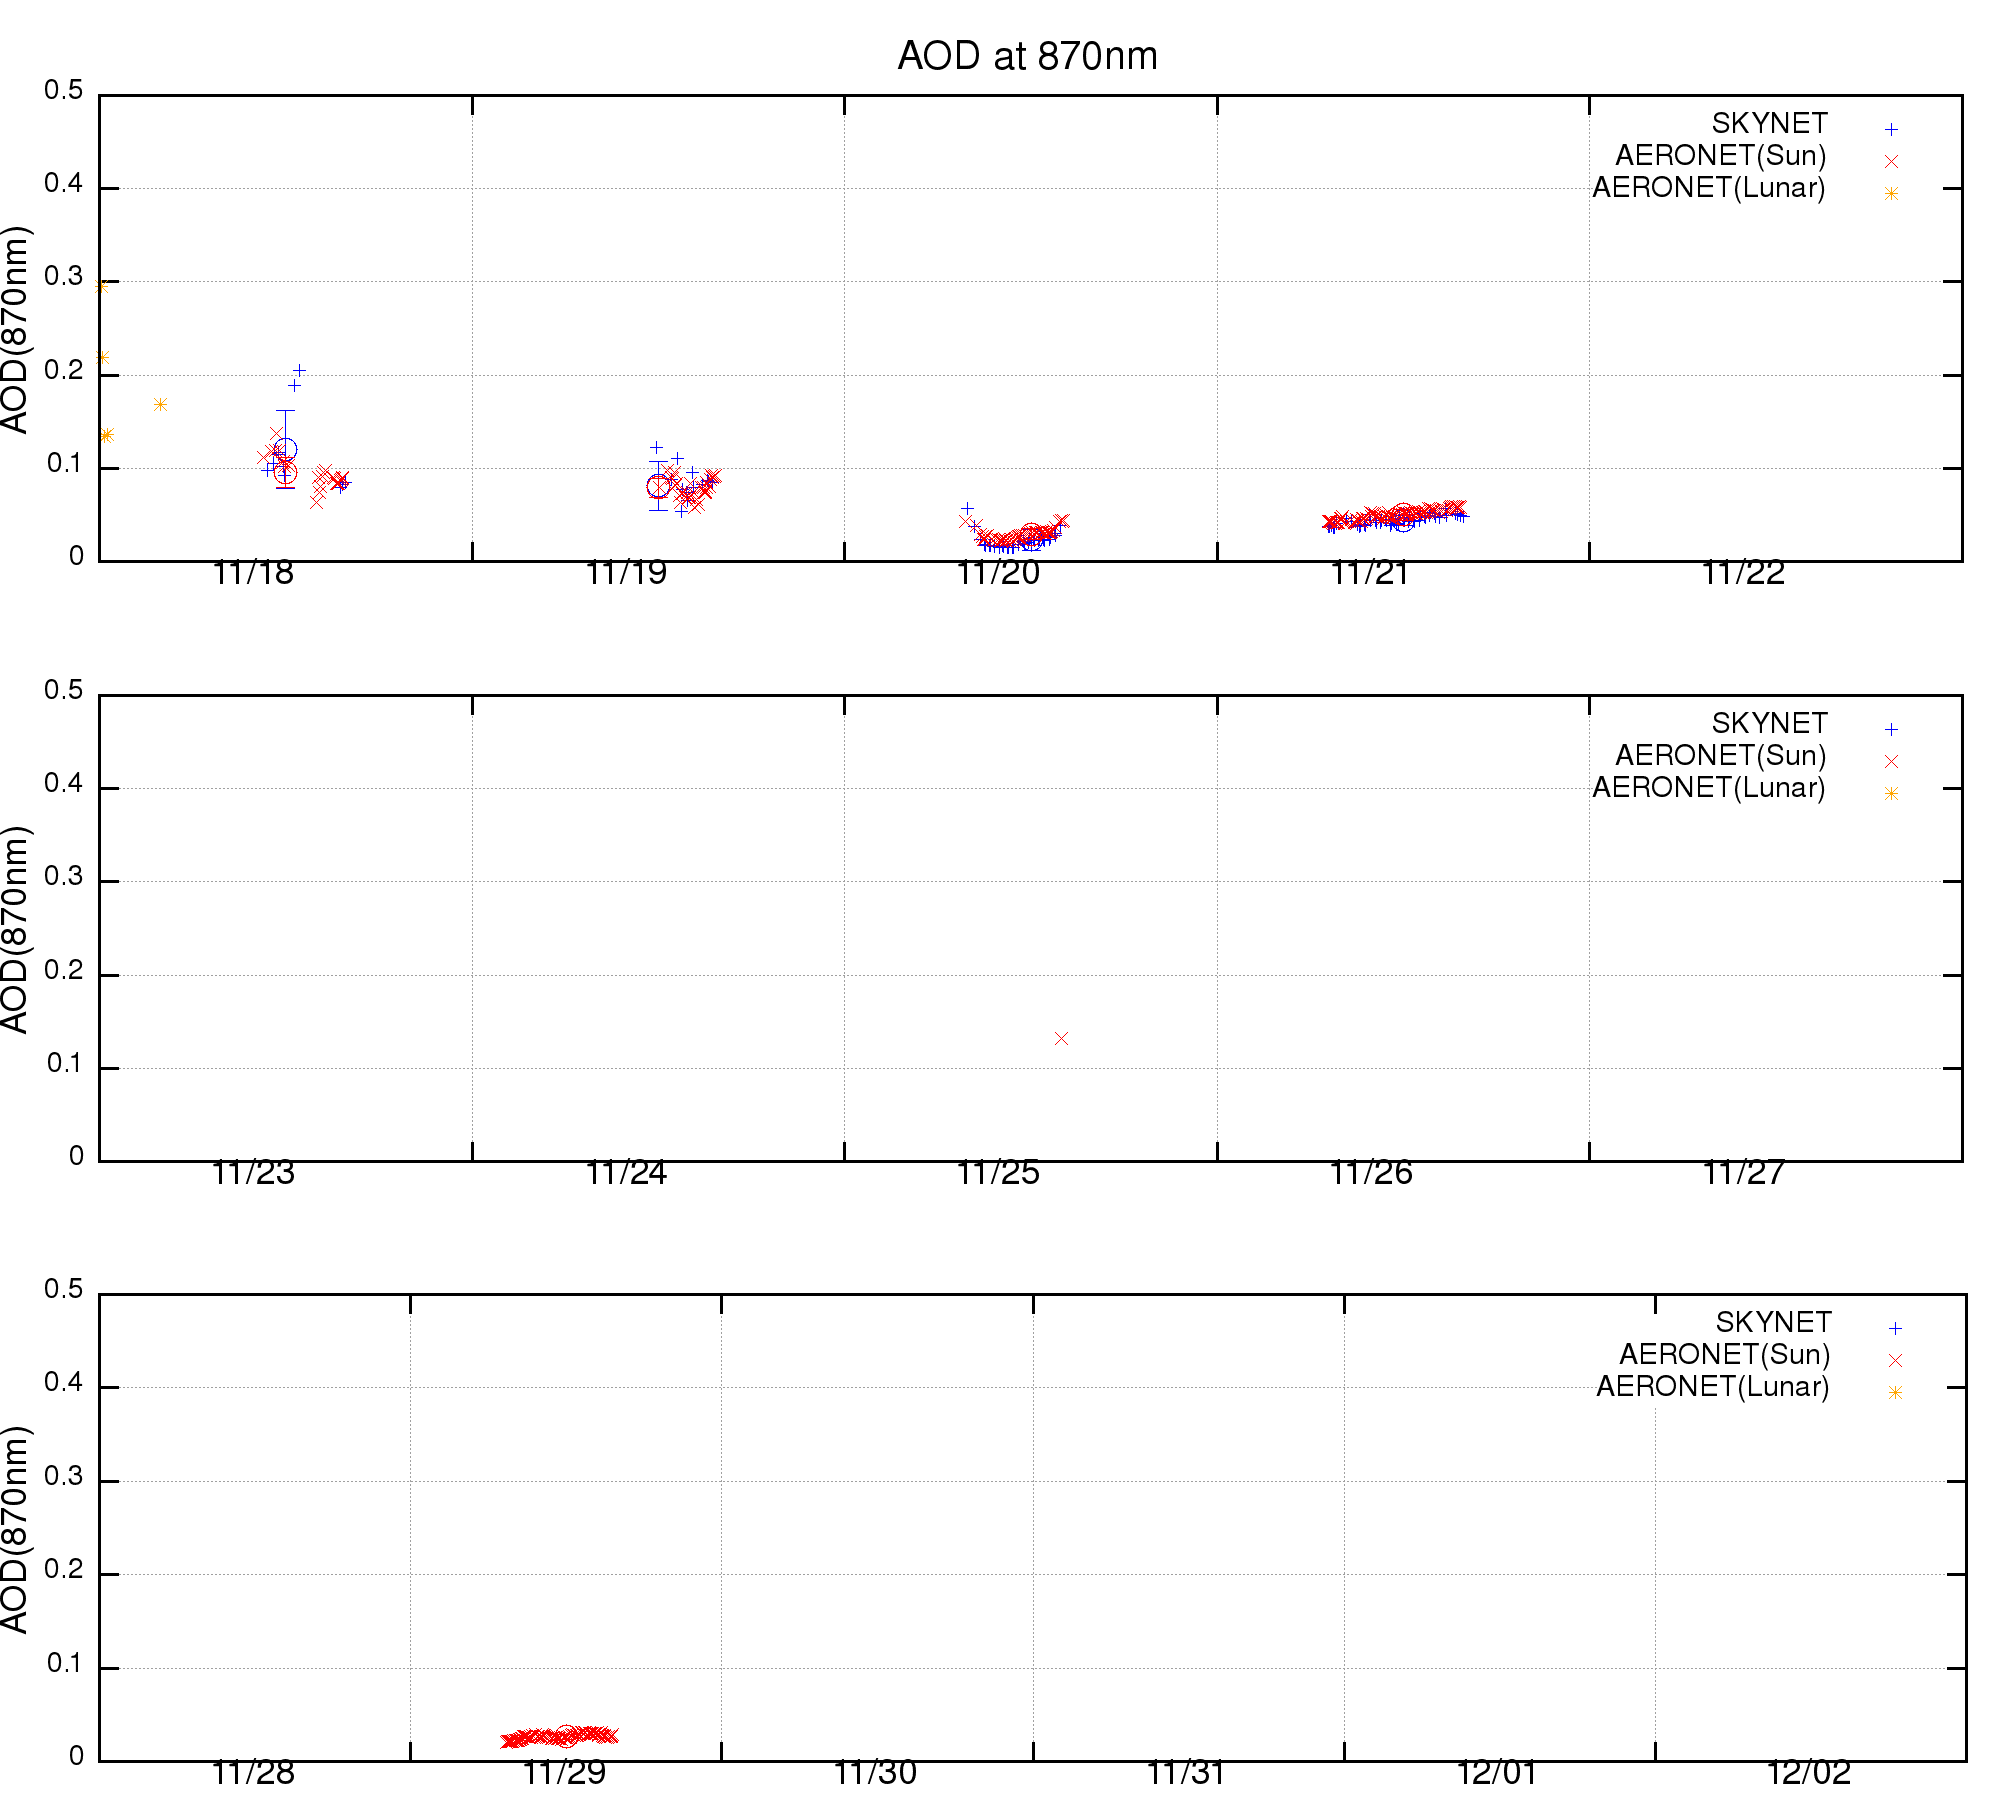 AOD at 870nm
AOD(870nm)
0.5
0.4
0.3
0.2
0.1
0
SKYNET
AERONET(Sun)
AERONET(Lunar)
11/18 11/19 11/20 11/21 11/22
AOD(870nm)
0.5
0.4
0.3
0.2
0.1
0
SKYNET
AERONET(Sun)
AERONET(Lunar)
11/23 11/24 11/25 11/26 11/27
AOD(870nm)
0.5
0.4
0.3
0.2
0.1
0
SKYNET
AERONET(Sun)
AERONET(Lunar)
11/28 11/29 11/30 11/31 12/01 12/02